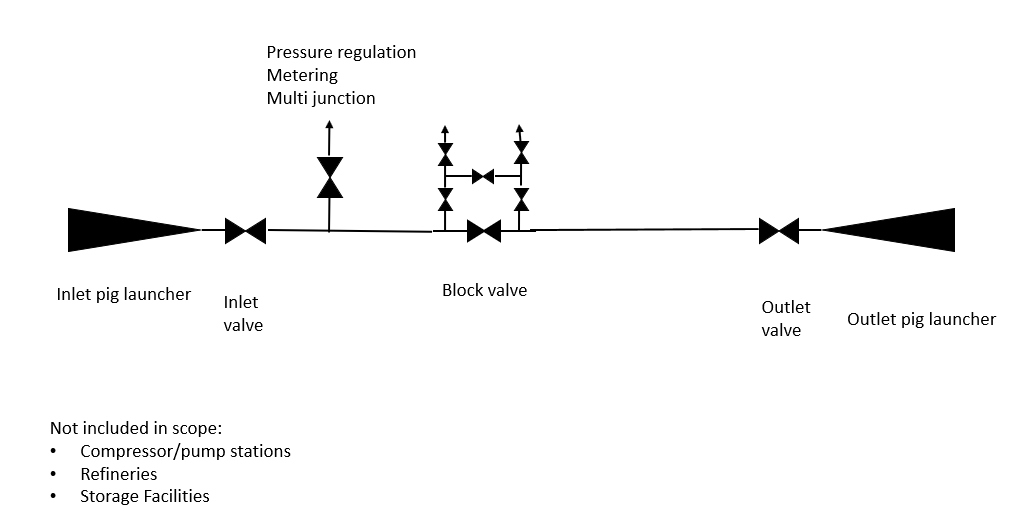 Pressure regulation
Metering
Multi junction
Inlet pig launcher
Inlet
valve
Block valve
Outlet
valve
Outlet pig launcher
Not included in scope:
• Compressor/pump stations
• Refineries
• Storage Facilities